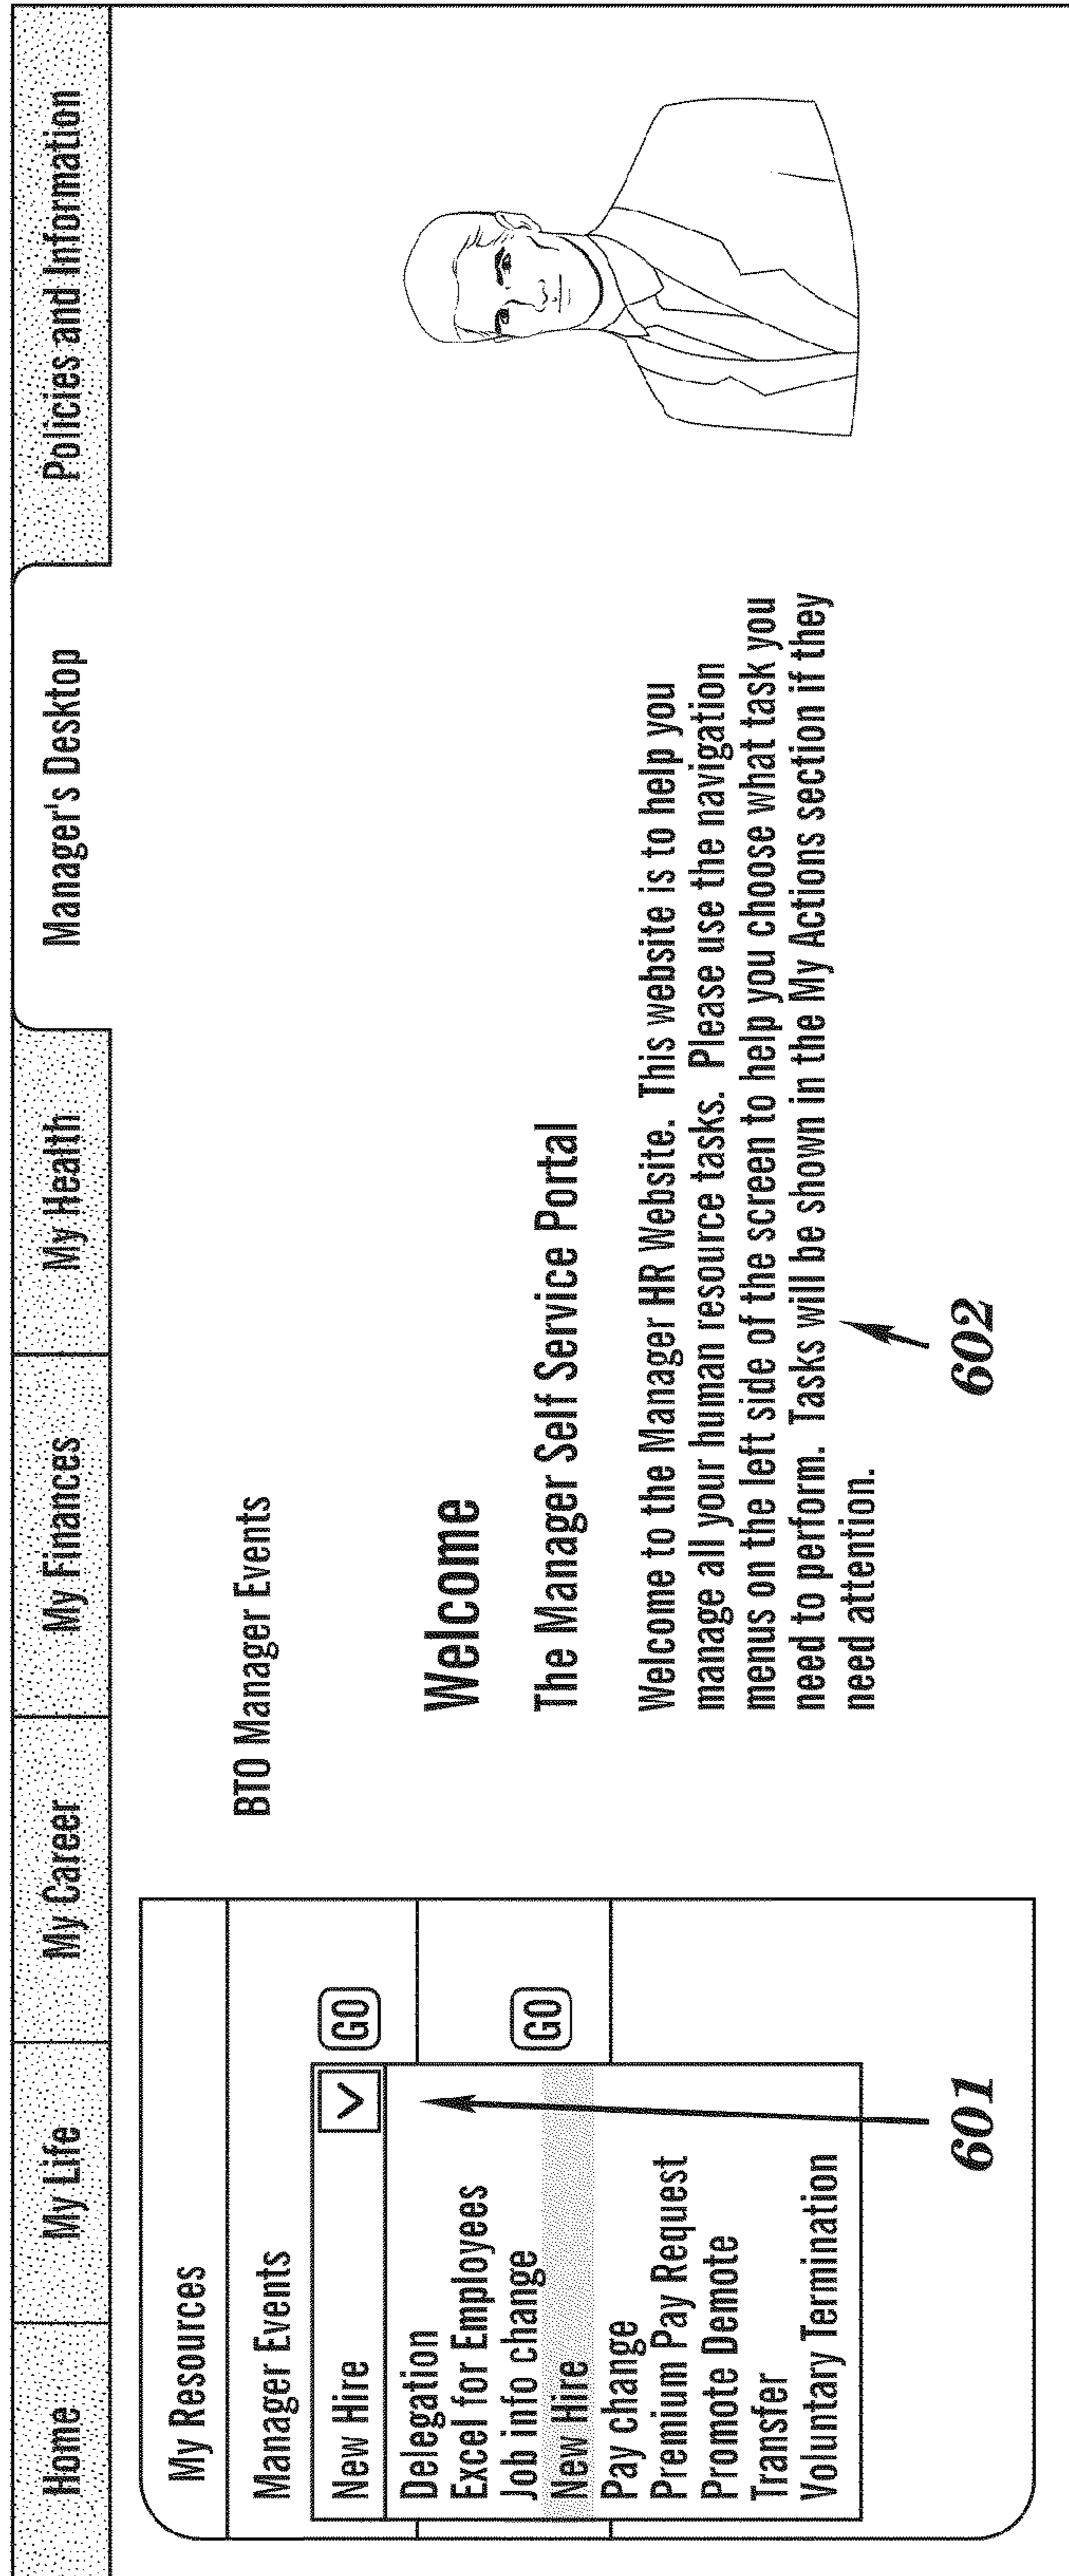 Home
My Life
My Career
My Finances
My Health
Manager's Desktop
Policies and Information
My Resources
Manager Events
New Hire
GO
Delegation
Excel for Employees
Job info change
New Hire
GO
Pay change
Premium Pay Request
Promote Demote
Transfer
Voluntary Termination
601
BTO Manager Events
Welcome
The Manager Self Service Portal
Welcome to the Manager HR Website. This website is to help you
manage all your human resource tasks. Please use the navigation
menus on the left side of the screen to help you choose what task you
need to perform. Tasks will be shown in the My Actions section if they
need attention.
602